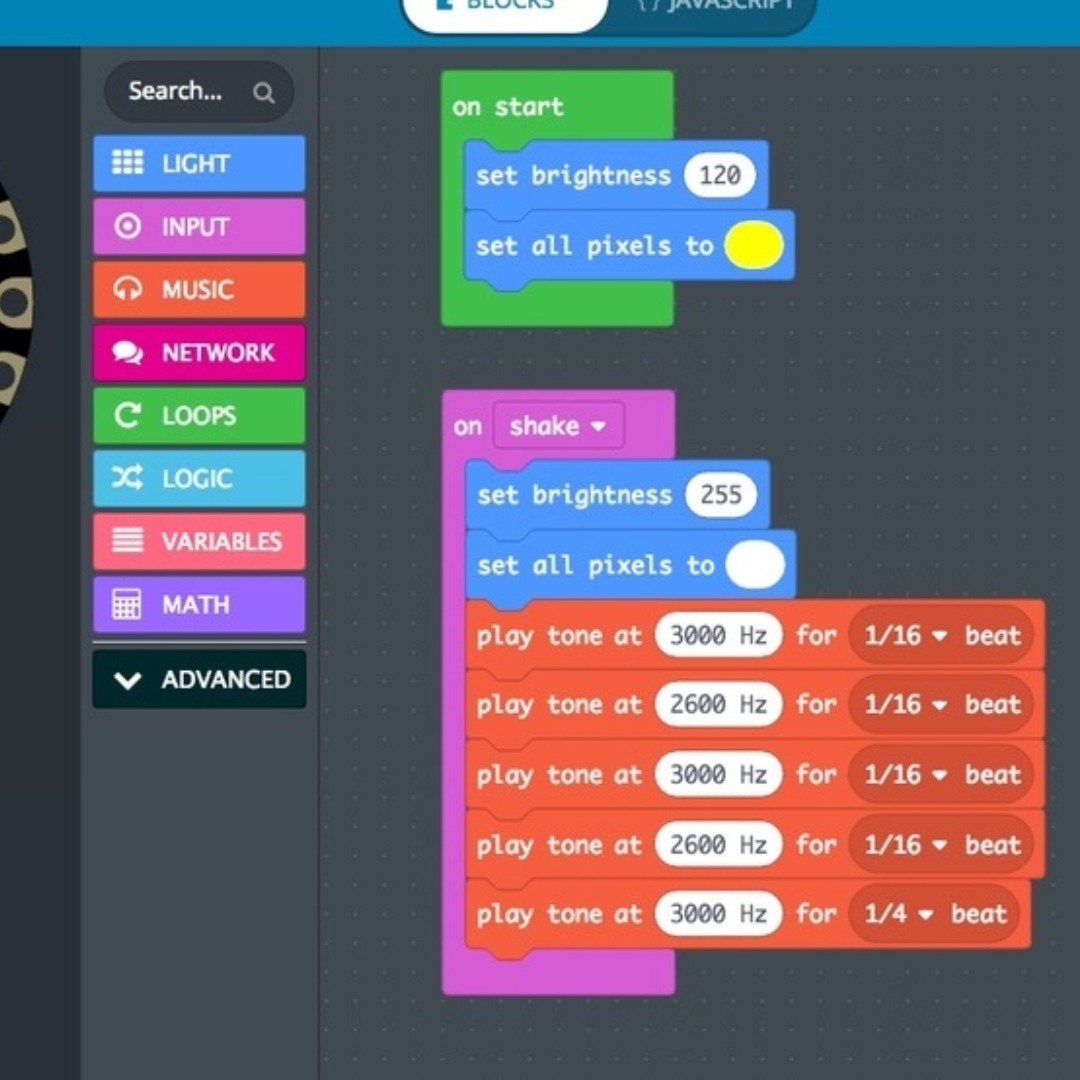 BLOCKS
{ } JAVASCRIPT
Search...
LIGHT
INPUT
MUSIC
NETWORK
LOOPS
LOGIC
VARIABLES
MATH
ADVANCED
on start
set brightness 120
set all pixels to
on shake
set brightness 255
set all pixels to
play tone at 3000 Hz for 1/16 beat
play tone at 2600 Hz for 1/16 beat
play tone at 3000 Hz for 1/16 beat
play tone at 2600 Hz for 1/16 beat
play tone at 3000 Hz for 1/4 beat